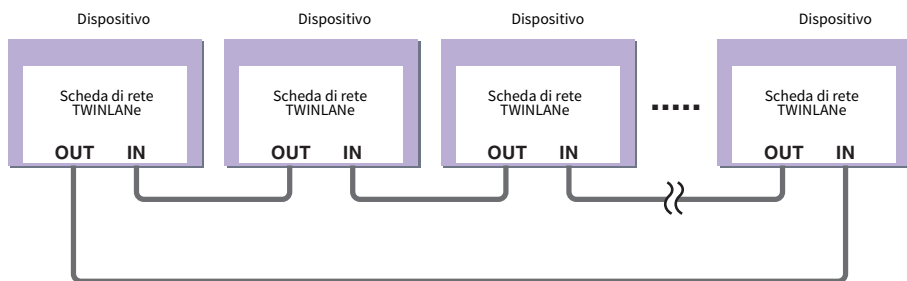 Dispositivo
Dispositivo
Dispositivo
Dispositivo
Scheda di rete
TWINLANe
Scheda di rete
TWINLANe
Scheda di rete
TWINLANe
Scheda di rete
TWINLANe
OUT IN
OUT IN
OUT IN
OUT IN